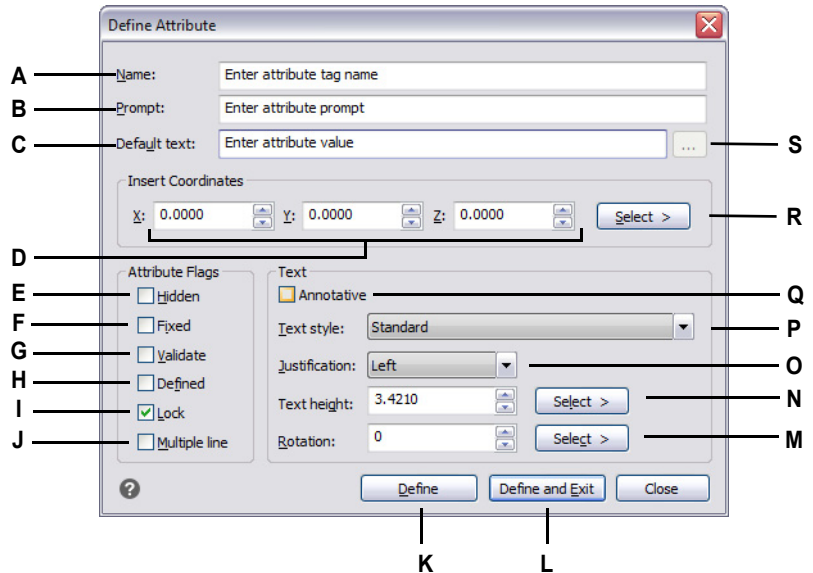 Define Attribute
A Name: Enter attribute tag name
B Prompt: Enter attribute prompt
C Default text: Enter attribute value ... S
Insert Coordinates
X: 0.0000 Y: 0.0000 Z: 0.0000 Select > R
D
Attribute Flags Text
E Hidden Annotative Q
F Fixed Text style: Standard P
G Validate Justification: Left O
H Defined
I Lock Text height: 3.4210 Select > N
J Multiple line Rotation: 0 Select > M
? Define Define and Exit Close
K L